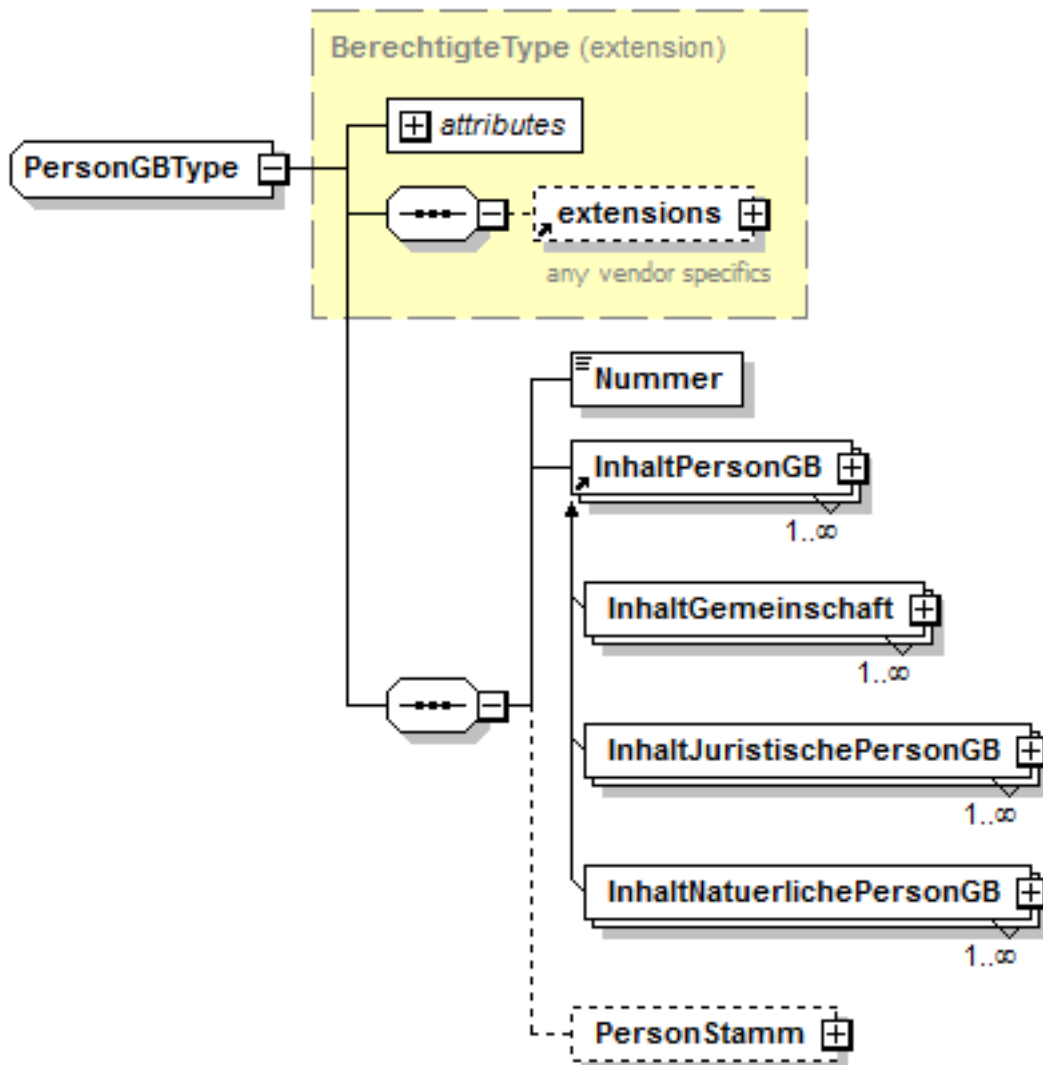 BerechtigteType (extension)
attributes
PersonGBType
extensions
any vendor specifics
Nummer
InhaltPersonGB
1..∞
InhaltGemeinschaft
1..∞
InhaltJuristischePersonGB
1..∞
InhaltNatuerlichePersonGB
1..∞
PersonStamm